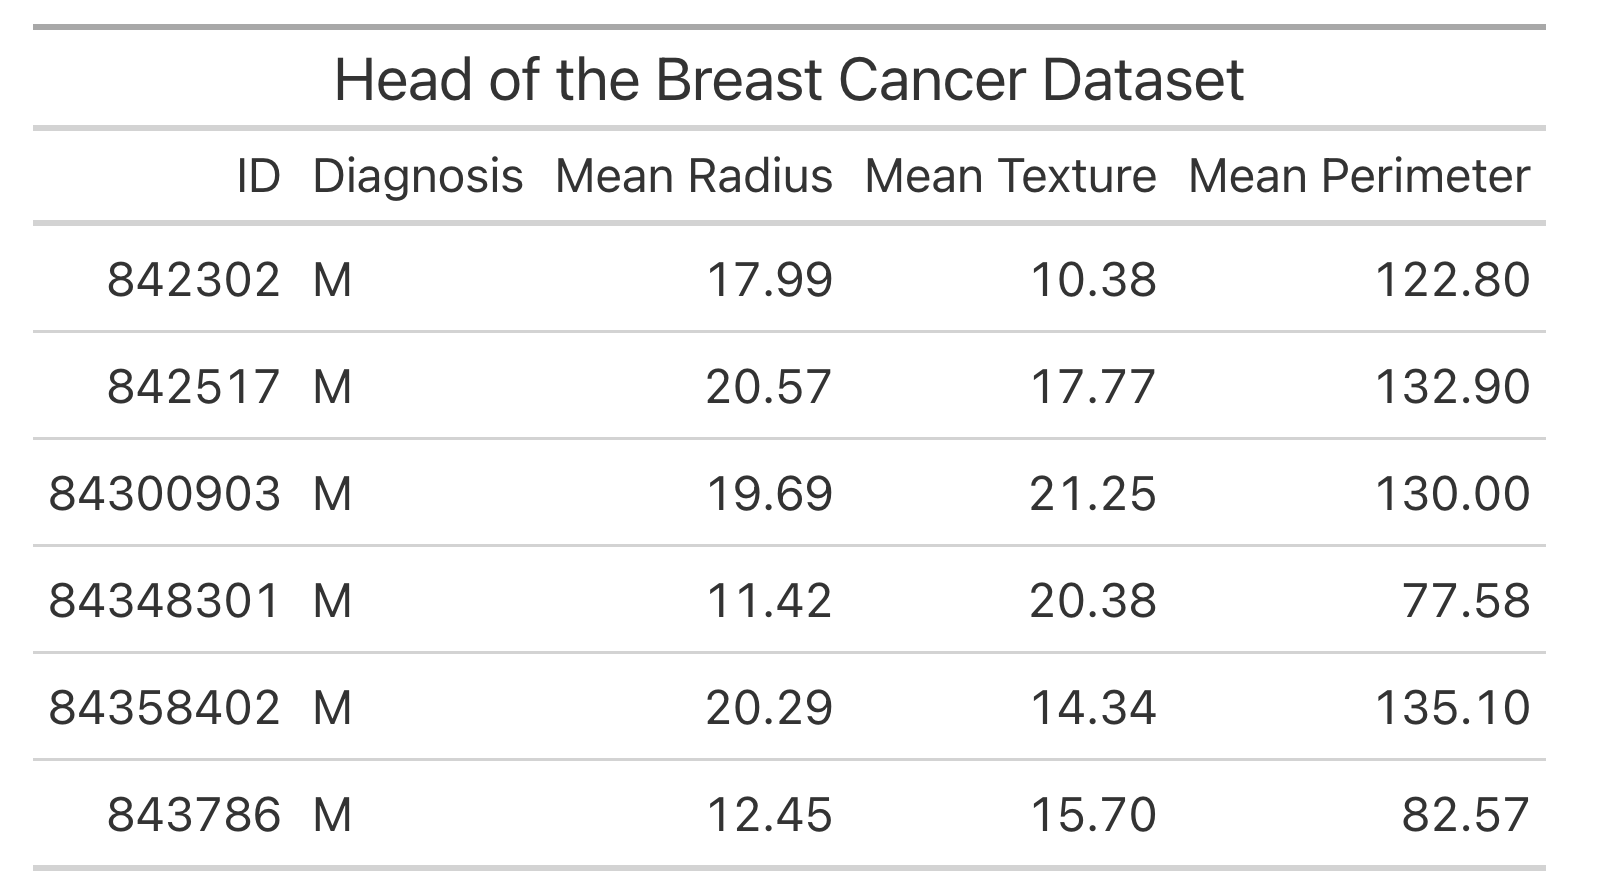 Head of the Breast Cancer Dataset
ID Diagnosis Mean Radius Mean Texture Mean Perimeter
842302 M 17.99 10.38 122.80
842517 M 20.57 17.77 132.90
84300903 M 19.69 21.25 130.00
84348301 M 11.42 20.38 77.58
84358402 M 20.29 14.34 135.10
843786 M 12.45 15.70 82.57